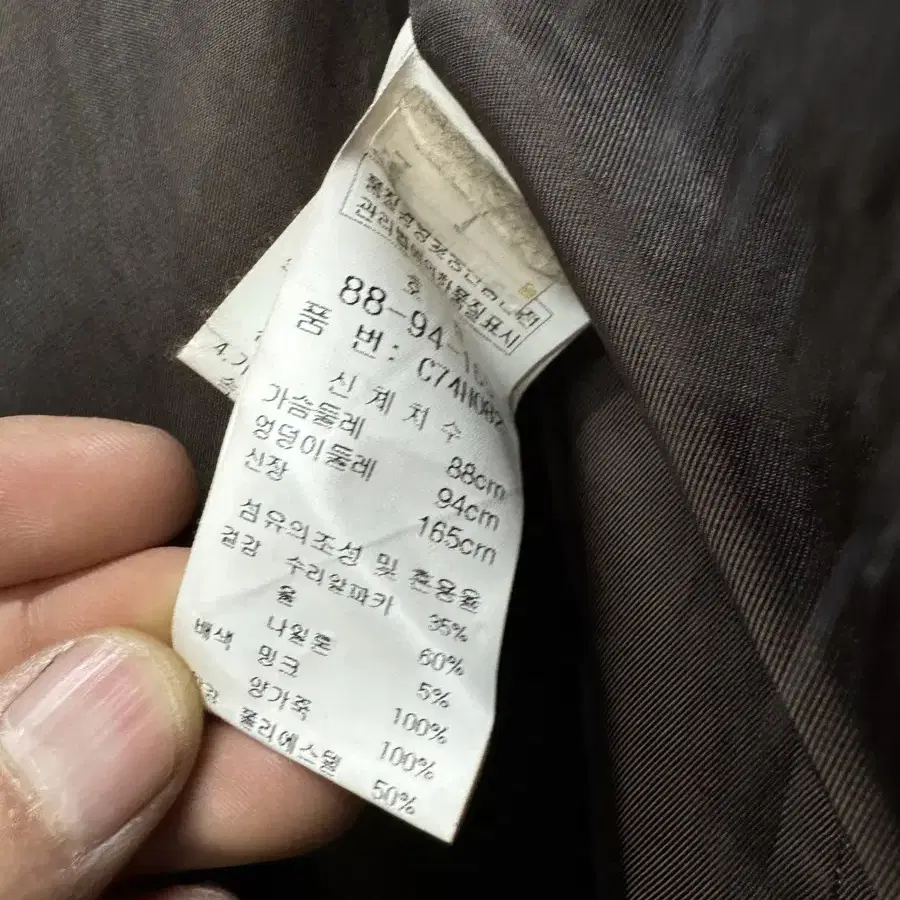 품질경영및공산품안전
관리법에의한품질표시
호
88-94-1
품 번: C74H082
신 체 치 수
가슴둘레 88cm
엉덩이둘레 94cm
신장 165cm
섬유의조성 및 혼용율
겉감 수리알파카 35%
울 60%
나일론 5%
배색 밍크 100%
양가죽 100%
폴리에스텔 50%
4.